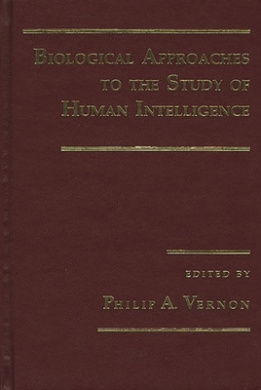 BIOLOGICAL APPROACHES
TO THE STUDY OF
HUMAN INTELLIGENCE
EDITED BY
PHILIP A. VERNON